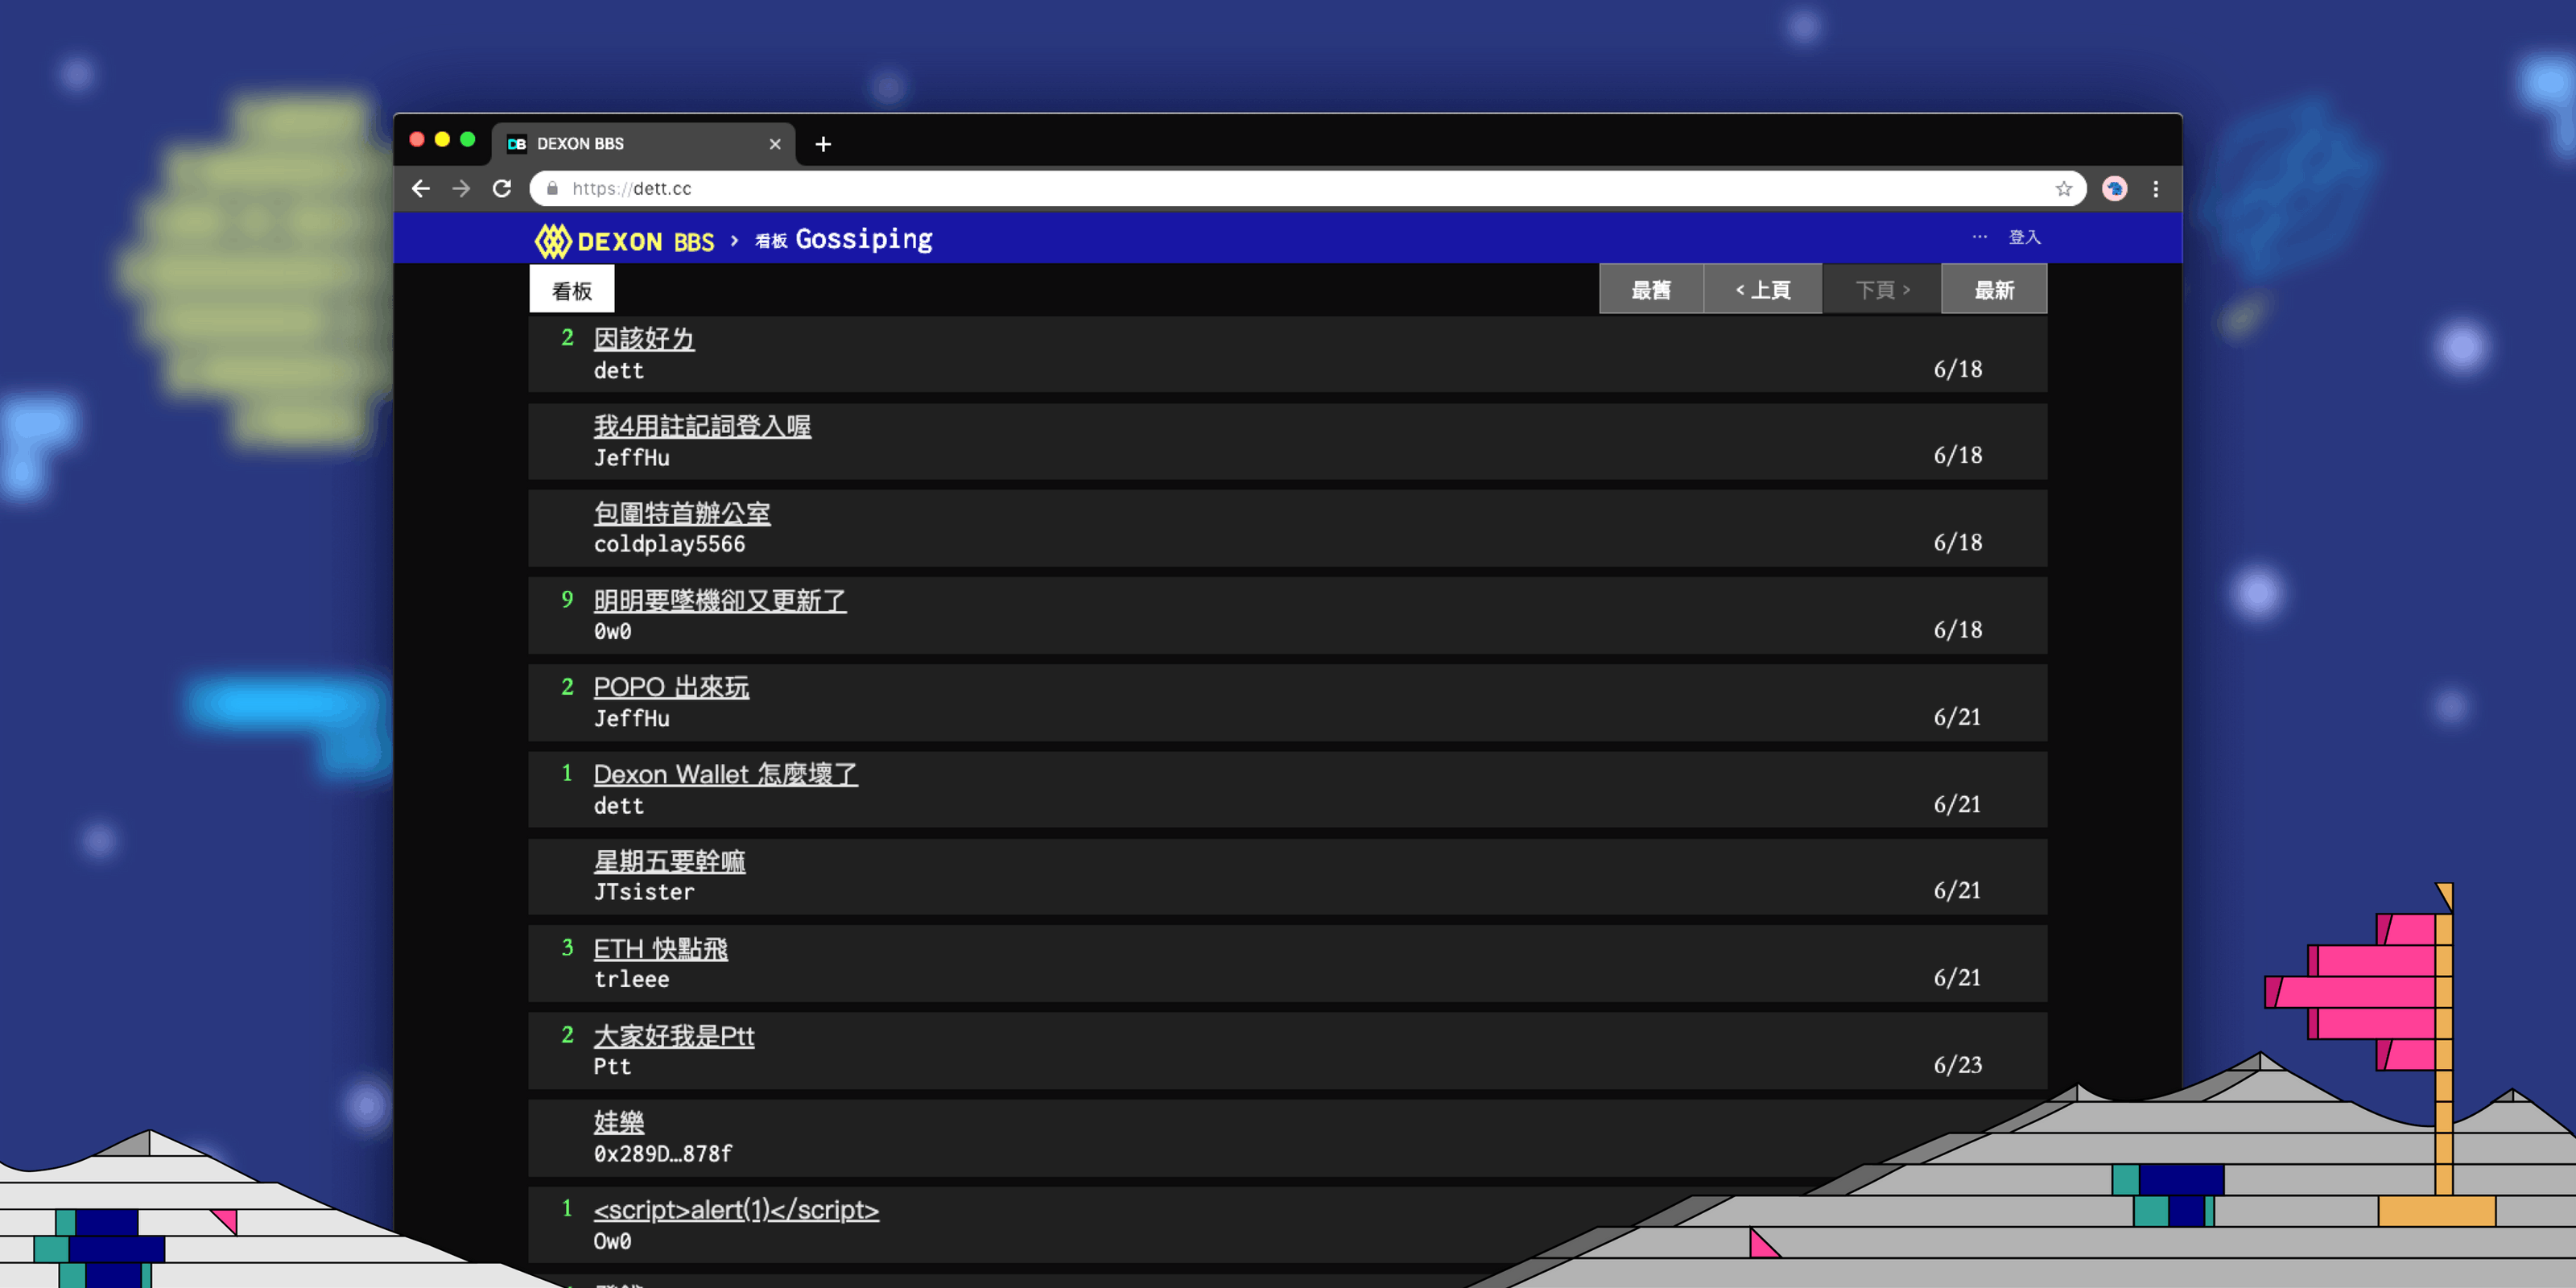 DB DEXON BBS
https://dett.cc
DEXON BBS › 看板 Gossiping ··· 登入
看板 最舊 ‹ 上頁 下頁 › 最新
2 因該好ㄌ
dett 6/18
我4用註記詞登入喔
JeffHu 6/18
包圍特首辦公室
coldplay5566 6/18
9 明明要墜機卻又更新了
0w0 6/18
2 POPO 出來玩
JeffHu 6/21
1 Dexon Wallet 怎麼壞了
dett 6/21
星期五要幹嘛
JTsister 6/21
3 ETH 快點飛
trleee 6/21
2 大家好我是Ptt
Ptt 6/23
娃樂
0x289D…878f
1 <script>alert(1)</script>
Ow0